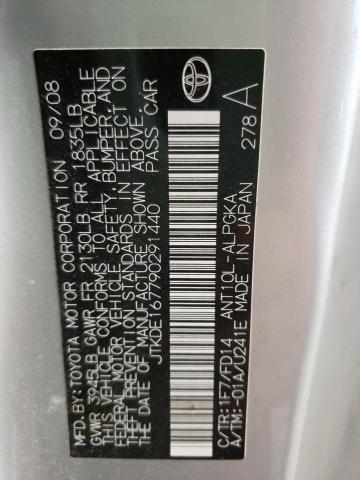 MFD. BY: TOYOTA MOTOR CORPORATION 09/08
GVWR 3945LB GAWR FR 2130LB RR 1835LB
THIS VEHICLE CONFORMS TO ALL APPLICABLE
FEDERAL MOTOR VEHICLE SAFETY, BUMPER, AND
THEFT PREVENTION STANDARDS IN EFFECT ON
THE DATE OF MANUFACTURE SHOWN ABOVE.
JTKDE167790291440 PASS CAR
C/TR: 1F7/FD14 ANT10L-ALPGKA
A/TM: -01A/U241E MADE IN JAPAN
278 A